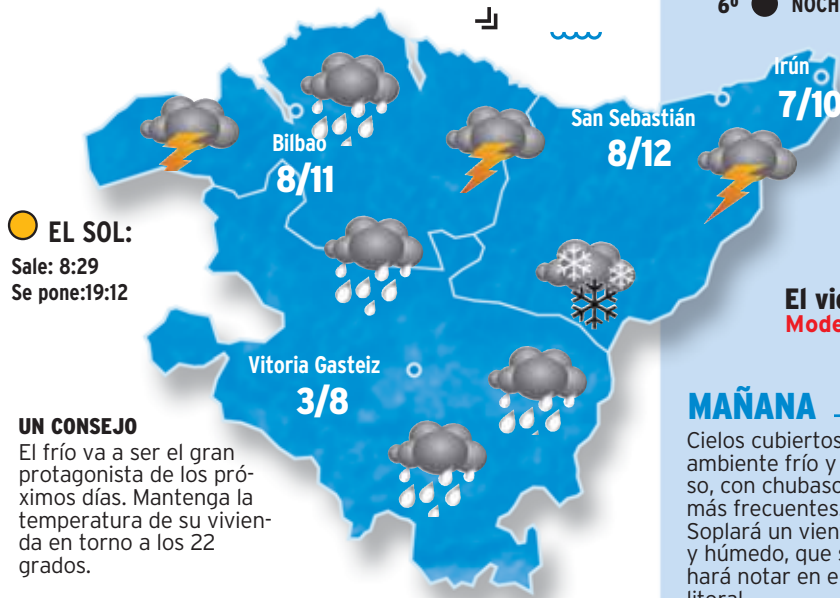 6º NOCH
Irún
7/10
San Sebastián
8/12
Bilbao
8/11
EL SOL:
Sale: 8:29
Se pone:19:12
Vitoria Gasteiz
3/8
UN CONSEJO
El frío va a ser el gran
protagonista de los pró-
ximos días. Mantenga la
temperatura de su vivien-
da en torno a los 22
grados.
El vie
Mode
MAÑANA
Cielos cubiertos
ambiente frío y
so, con chubasc
más frecuentes
Soplará un vien
y húmedo, que s
hará notar en e
litoral